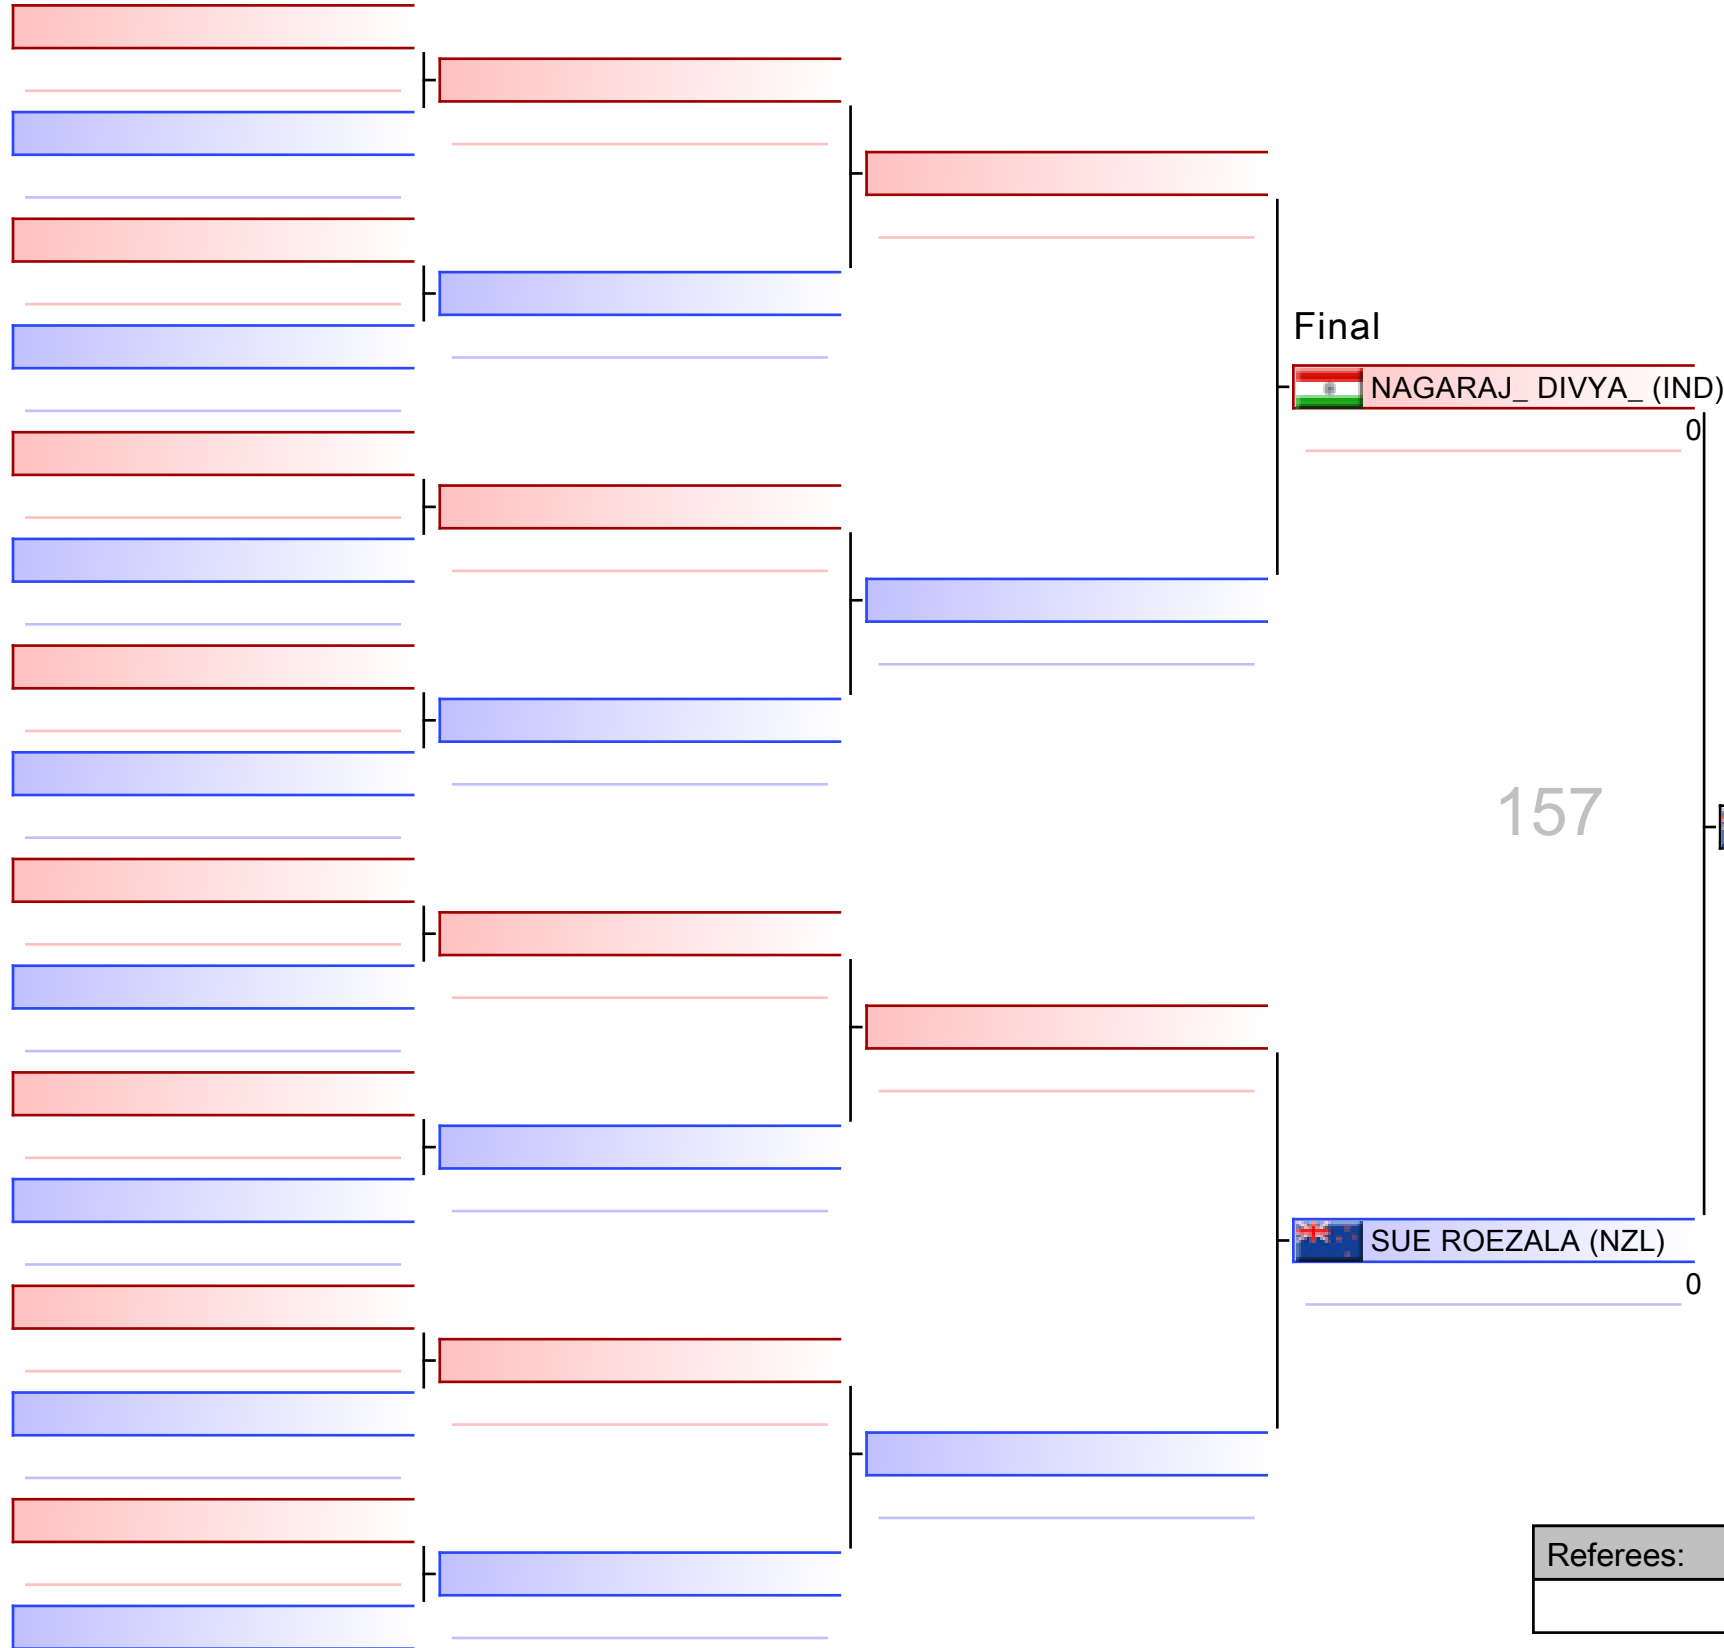 Final
NAGARAJ_ DIVYA_ (IND)
0
157
SUE ROEZALA (NZL)
0
Referees: